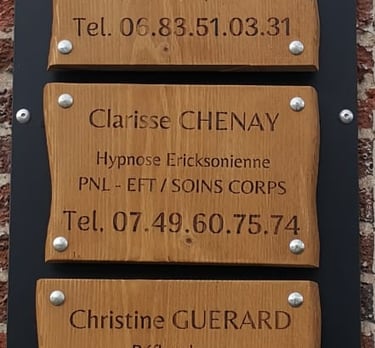 Tel. 06.83.51.03.31
Clarisse CHENAY
Hypnose Ericksonienne
PNL - EFT / SOINS CORPS
Tel. 07.49.60.75.74
Christine GUERARD